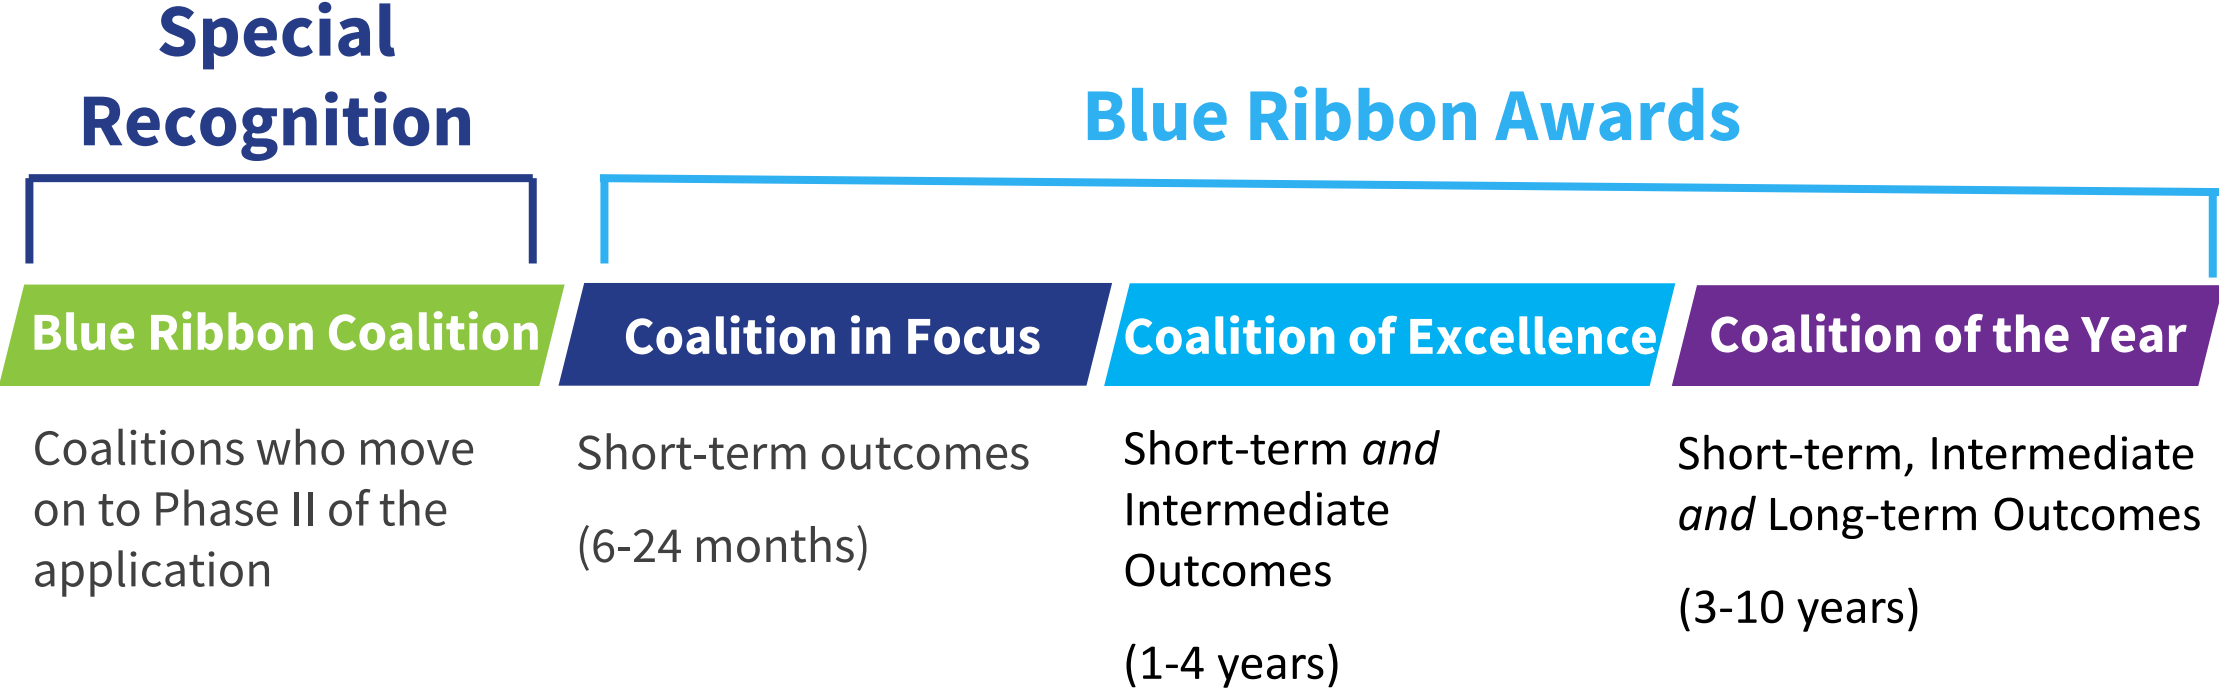 Special
Recognition
Blue Ribbon Awards
Blue Ribbon Coalition
Coalitions who move
on to Phase II of the
application
Coalition in Focus
Short-term outcomes
(6-24 months)
Coalition of Excellence
Short-term and
Intermediate
Outcomes
(1-4 years)
Coalition of the Year
Short-term, Intermediate
and Long-term Outcomes
(3-10 years)